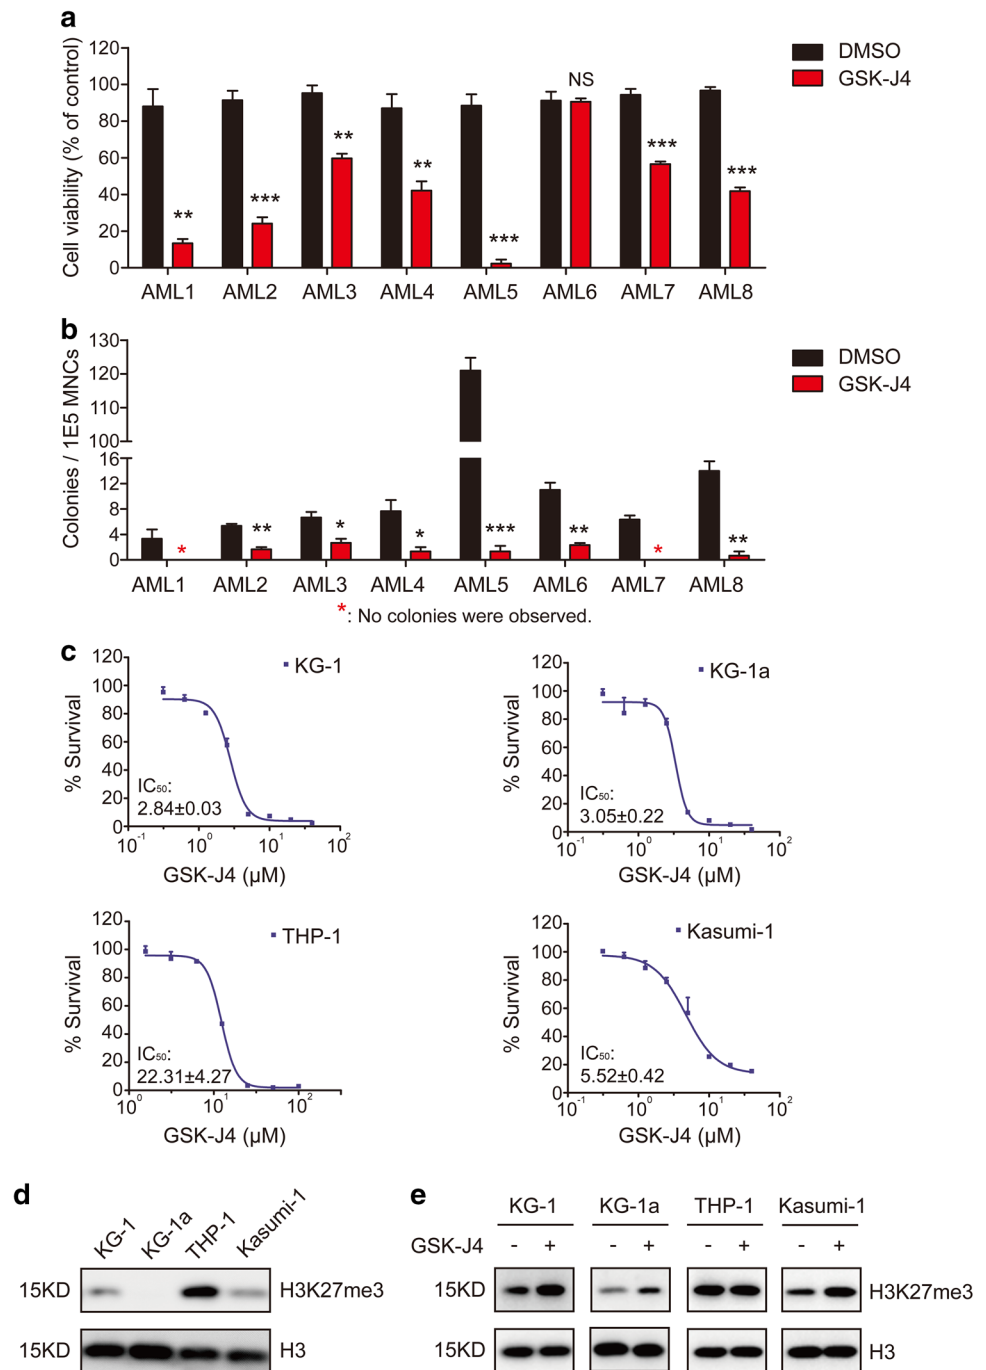 a
DMSO
GSK-J4
Cell viability (% of control)
120
100
80
60
40
20
0
** *** ** ** *** NS *** ***
AML1 AML2 AML3 AML4 AML5 AML6 AML7 AML8
b
DMSO
GSK-J4
Colonies / 1E5 MNCs
130
120
110
100
16
12
8
4
0
* ** * * *** ** * **
AML1 AML2 AML3 AML4 AML5 AML6 AML7 AML8
*: No colonies were observed.
c
KG-1
% Survival
120
100
80
60
40
20
0
IC50:
2.84±0.03
10-1 100 101 102
GSK-J4 (µM)
KG-1a
% Survival
120
100
80
60
40
20
0
IC50:
3.05±0.22
10-1 100 101 102
GSK-J4 (µM)
THP-1
% Survival
120
100
80
60
40
20
0
IC50:
22.31±4.27
100 101 102
GSK-J4 (µM)
Kasumi-1
% Survival
120
100
80
60
40
20
0
IC50:
5.52±0.42
10-1 100 101 102
GSK-J4 (µM)
d
KG-1 KG-1a THP-1 Kasumi-1
15KD H3K27me3
15KD H3
e
KG-1 KG-1a THP-1 Kasumi-1
GSK-J4 - + - + - + - +
15KD H3K27me3
15KD H3